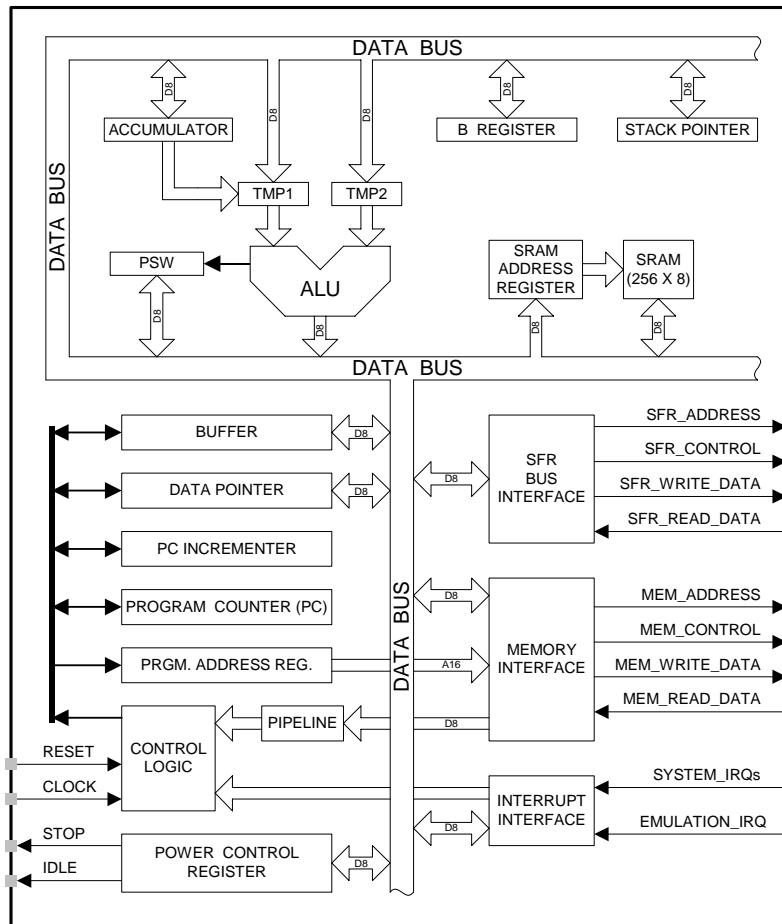 DATA BUS
D8
D8
D8
D8
D8
ACCUMULATOR
B REGISTER
STACK POINTER
DATA BUS
TMP1
TMP2
PSW
ALU
SRAM
ADDRESS
REGISTER
SRAM
(256 X 8)
D8
D8
D8
D8
DATA BUS
BUFFER
D8
DATA POINTER
D8
PC INCREMENTER
PROGRAM COUNTER (PC)
PRGM. ADDRESS REG.
A16
DATA BUS
D8
SFR
BUS
INTERFACE
SFR_ADDRESS
SFR_CONTROL
SFR_WRITE_DATA
SFR_READ_DATA
D8
MEMORY
INTERFACE
MEM_ADDRESS
MEM_CONTROL
MEM_WRITE_DATA
MEM_READ_DATA
RESET
CLOCK
CONTROL
LOGIC
PIPELINE
D8
INTERRUPT
INTERFACE
D8
SYSTEM_IRQs
EMULATION_IRQ
STOP
IDLE
POWER CONTROL
REGISTER
D8